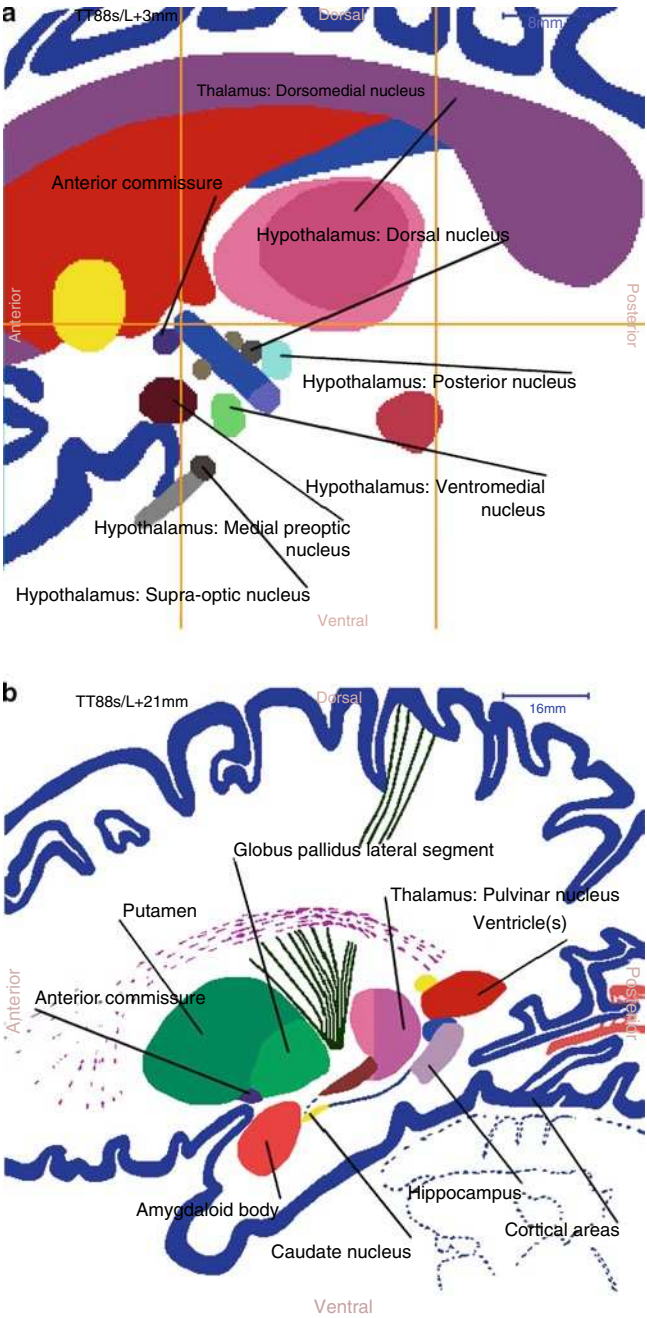 a
TT88s/L+3mm
Dorsal
8mm
Thalamus: Dorsomedial nucleus
Anterior commissure
Hypothalamus: Dorsal nucleus
Anterior
Posterior
Hypothalamus: Posterior nucleus
Hypothalamus: Ventromedial
nucleus
Hypothalamus: Medial preoptic
nucleus
Hypothalamus: Supra-optic nucleus
Ventral
b
TT88s/L+21mm
Dorsal
16mm
Globus pallidus lateral segment
Thalamus: Pulvinar nucleus
Putamen
Ventricle(s)
Anterior
Anterior commissure
Posterior
Amygdaloid body
Hippocampus
Cortical areas
Caudate nucleus
Ventral